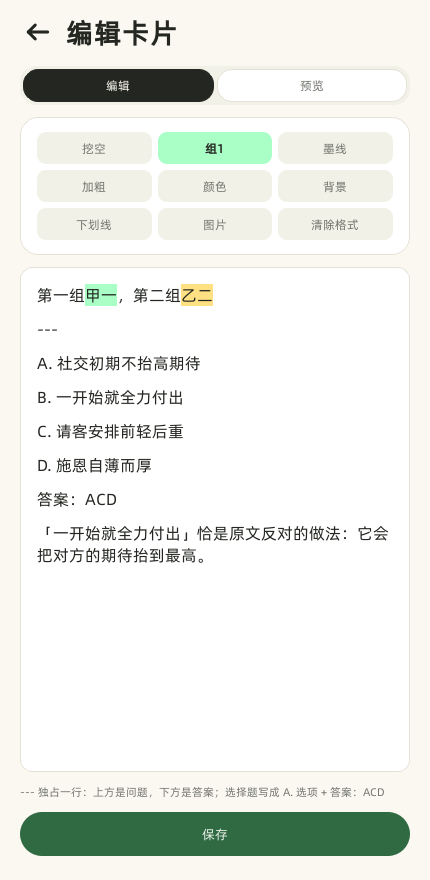 编辑卡片
编辑
预览
挖空
组1
墨线
加粗
颜色
背景
下划线
图片
清除格式
第一组甲一，第二组乙二
---
A. 社交初期不抬高期待
B. 一开始就全力付出
C. 请客安排前轻后重
D. 施恩自薄而厚
答案：ACD
「一开始就全力付出」恰是原文反对的做法：它会
把对方的期待抬到最高。
--- 独占一行：上方是问题，下方是答案；选择题写成 A. 选项 + 答案：ACD
保存